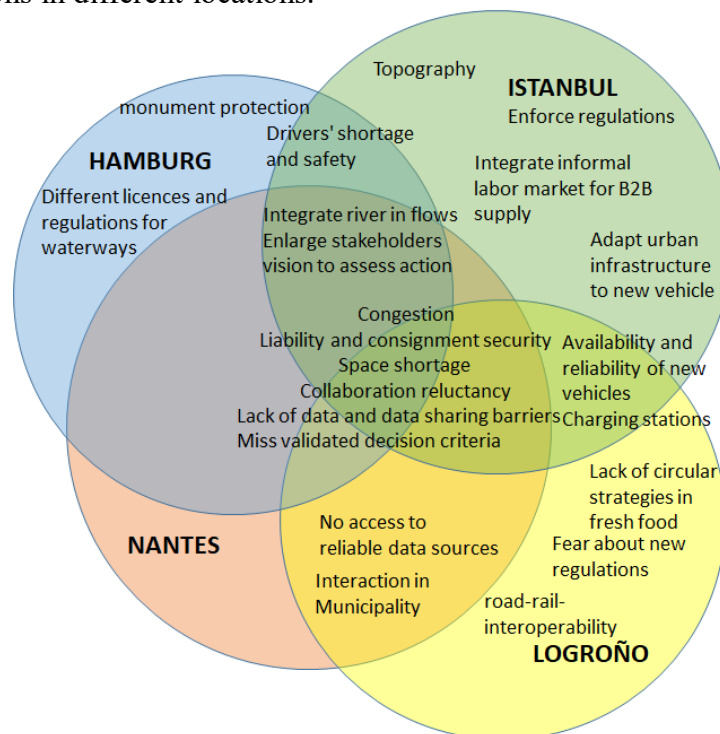 ons in different locations.
Topography
ISTANBUL
Enforce regulations
monument protection
Drivers' shortage
and safety
HAMBURG
Integrate informal
labor market for B2B
supply
Different licences and
regulations for
waterways
Integrate river in flows
Enlarge stakeholders
vision to assess action
Adapt urban
infrastructure
to new vehicle
Congestion
Liability and consignment security
Space shortage
Collaboration reluctancy
Lack of data and data sharing barriers
Miss validated decision criteria
Availability and
reliability of new
vehicles
Charging stations
Lack of circular
strategies in
fresh food
Fear about new
regulations
NANTES
No access to
reliable data sources
Interaction in
Municipality
road-rail-
interoperability
LOGROÑO